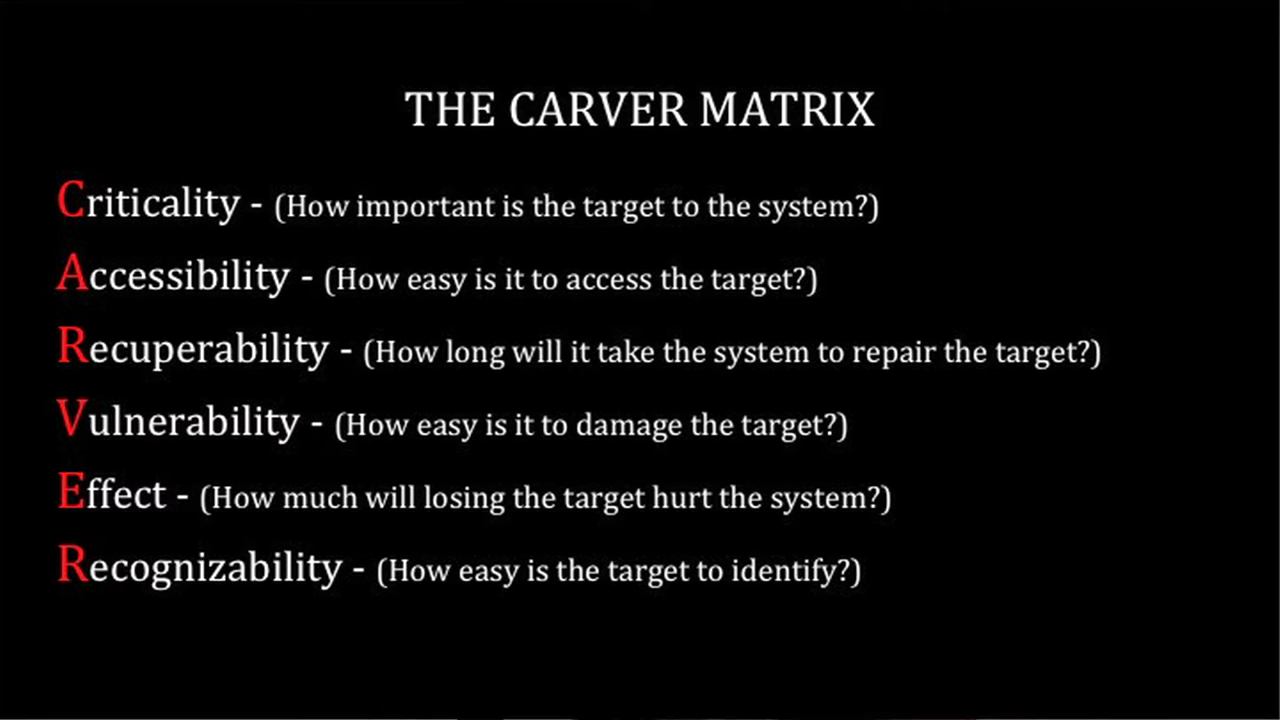 THE CARVER MATRIX
Criticality - (How important is the target to the system?)
Accessibility - (How easy is it to access the target?)
Recuperability - (How long will it take the system to repair the target?)
Vulnerability - (How easy is it to damage the target?)
Effect - (How much will losing the target hurt the system?)
Recognizability - (How easy is the target to identify?)